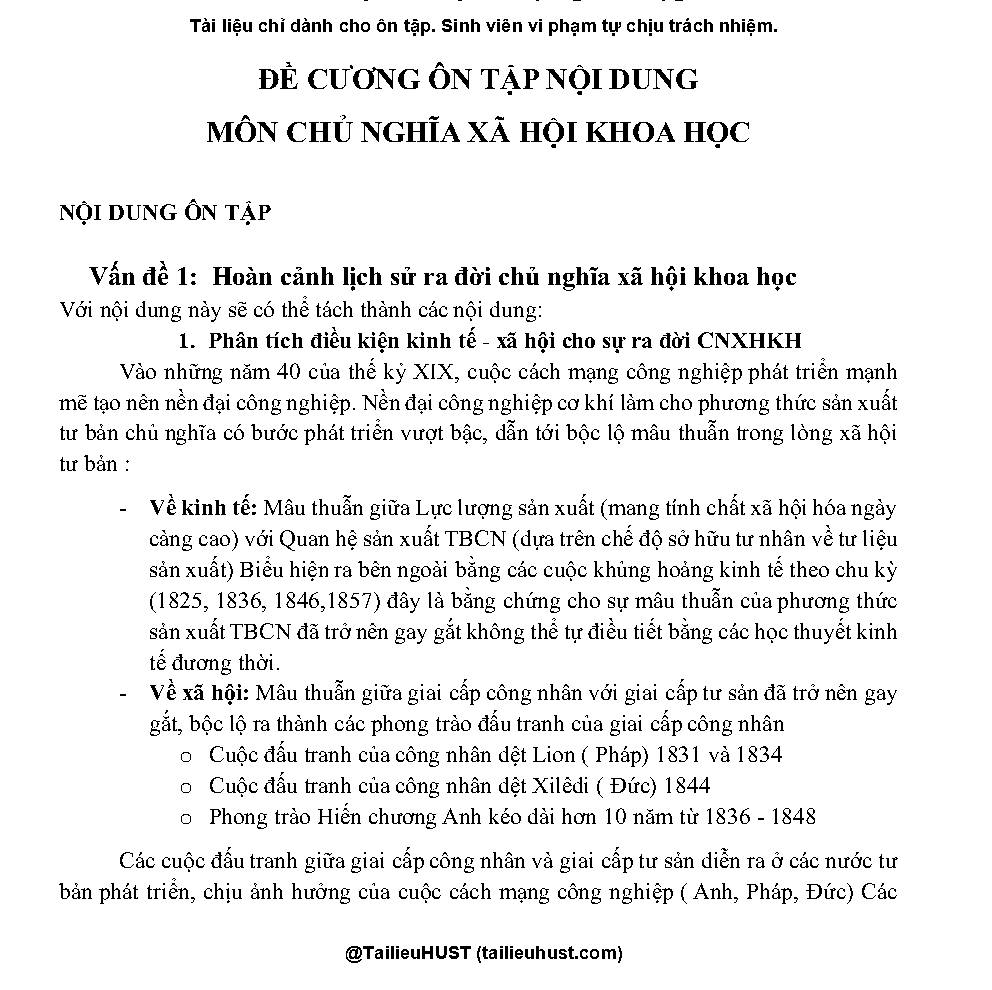 Tài liệu chỉ dành cho ôn tập. Sinh viên vi phạm tự chịu trách nhiệm.
ĐỀ CƯƠNG ÔN TẬP NỘI DUNG
MÔN CHỦ NGHĨA XÃ HỘI KHOA HỌC
NỘI DUNG ÔN TẬP
Vấn đề 1: Hoàn cảnh lịch sử ra đời chủ nghĩa xã hội khoa học
Với nội dung này sẽ có thể tách thành các nội dung:
1. Phân tích điều kiện kinh tế - xã hội cho sự ra đời CNXHKH
Vào những năm 40 của thế kỷ XIX, cuộc cách mạng công nghiệp phát triển mạnh
mẽ tạo nên nền đại công nghiệp. Nền đại công nghiệp cơ khí làm cho phương thức sản xuất
tư bản chủ nghĩa có bước phát triển vượt bậc, dẫn tới bộc lộ mâu thuẫn trong lòng xã hội
tư bản :
- Về kinh tế: Mâu thuẫn giữa Lực lượng sản xuất (mang tính chất xã hội hóa ngày
càng cao) với Quan hệ sản xuất TBCN (dựa trên chế độ sở hữu tư nhân về tư liệu
sản xuất) Biểu hiện ra bên ngoài bằng các cuộc khủng hoảng kinh tế theo chu kỳ
(1825, 1836, 1846,1857) đây là bằng chứng cho sự mâu thuẫn của phương thức
sản xuất TBCN đã trở nên gay gắt không thể tự điều tiết bằng các học thuyết kinh
tế đương thời.
- Về xã hội: Mâu thuẫn giữa giai cấp công nhân với giai cấp tư sản đã trở nên gay
gắt, bộc lộ ra thành các phong trào đấu tranh của giai cấp công nhân
o Cuộc đấu tranh của công nhân dệt Lion ( Pháp) 1831 và 1834
o Cuộc đấu tranh của công nhân dệt Xilêdi ( Đức) 1844
o Phong trào Hiến chương Anh kéo dài hơn 10 năm từ 1836 - 1848
Các cuộc đấu tranh giữa giai cấp công nhân và giai cấp tư sản diễn ra ở các nước tư
bản phát triển, chịu ảnh hưởng của cuộc cách mạng công nghiệp ( Anh, Pháp, Đức) Các
@TailieuHUST (tailieuhust.com)